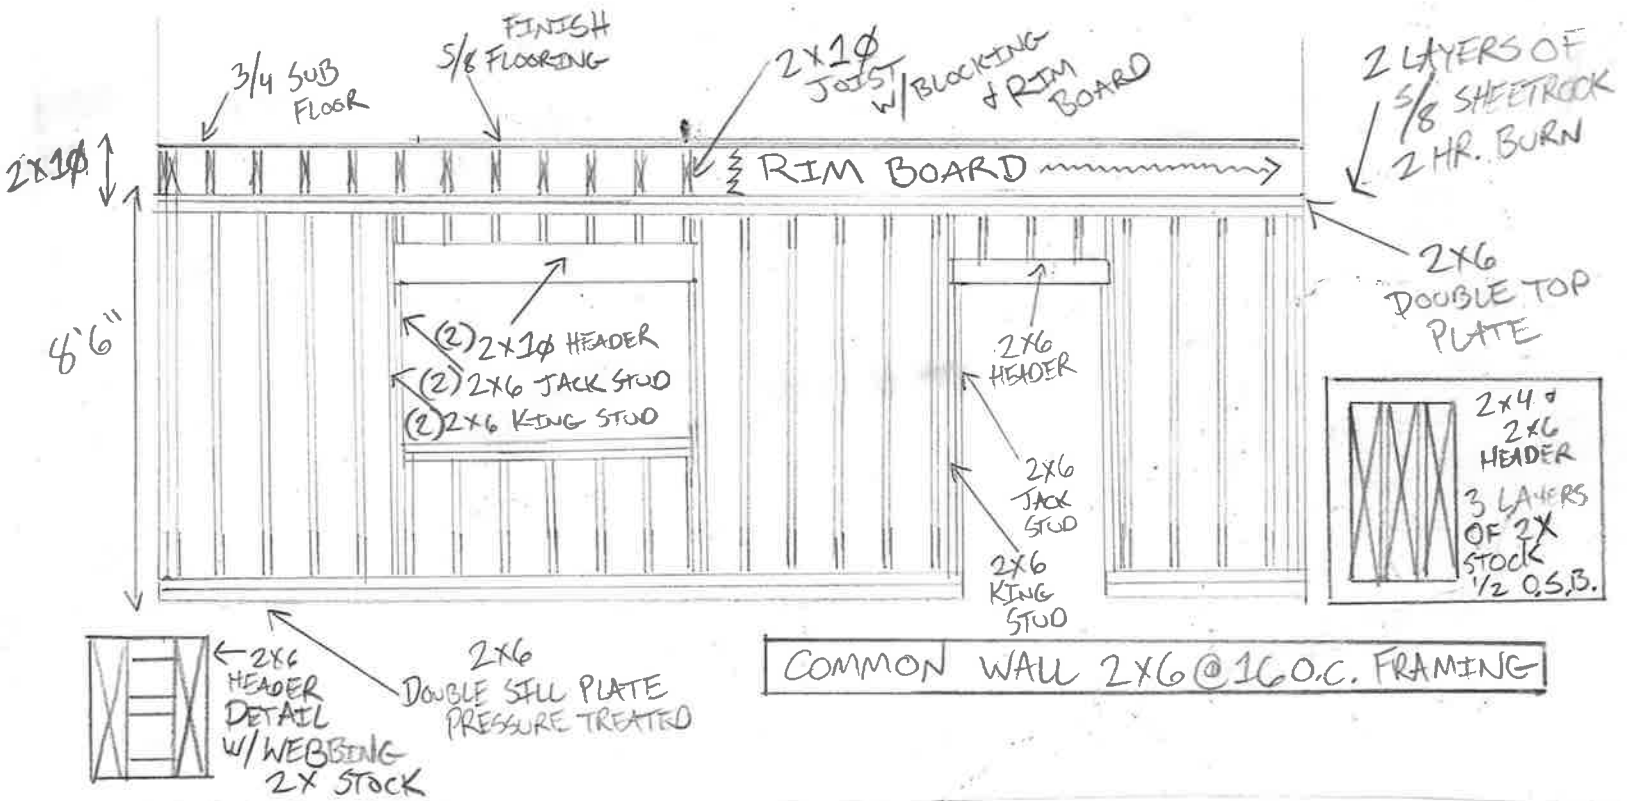 FINISH
5/8 FLOORING
3/4 SUB
FLOOR
2X10
JOIST
W/ BLOCKING
& RIM
BOARD
2 LAYERS OF
5/8 SHEETROCK
2 HR. BURN
2X10
RIM BOARD
8'6"
2X6
DOUBLE TOP
PLATE
(2) 2X10 HEADER
(2) 2X6 JACK STUD
(2) 2X6 KING STUD
2X6
HEADER
2X6
JACK
STUD
2X6
KING
STUD
2X4 &
2X6
HEADER
3 LAYERS
OF 2X
STOCK
1/2 O.S.B.
2X6
HEADER
DETAIL
W/ WEBBING
2X STOCK
2X6
DOUBLE SILL PLATE
PRESSURE TREATED
COMMON WALL 2X6 @ 16 O.C. FRAMING